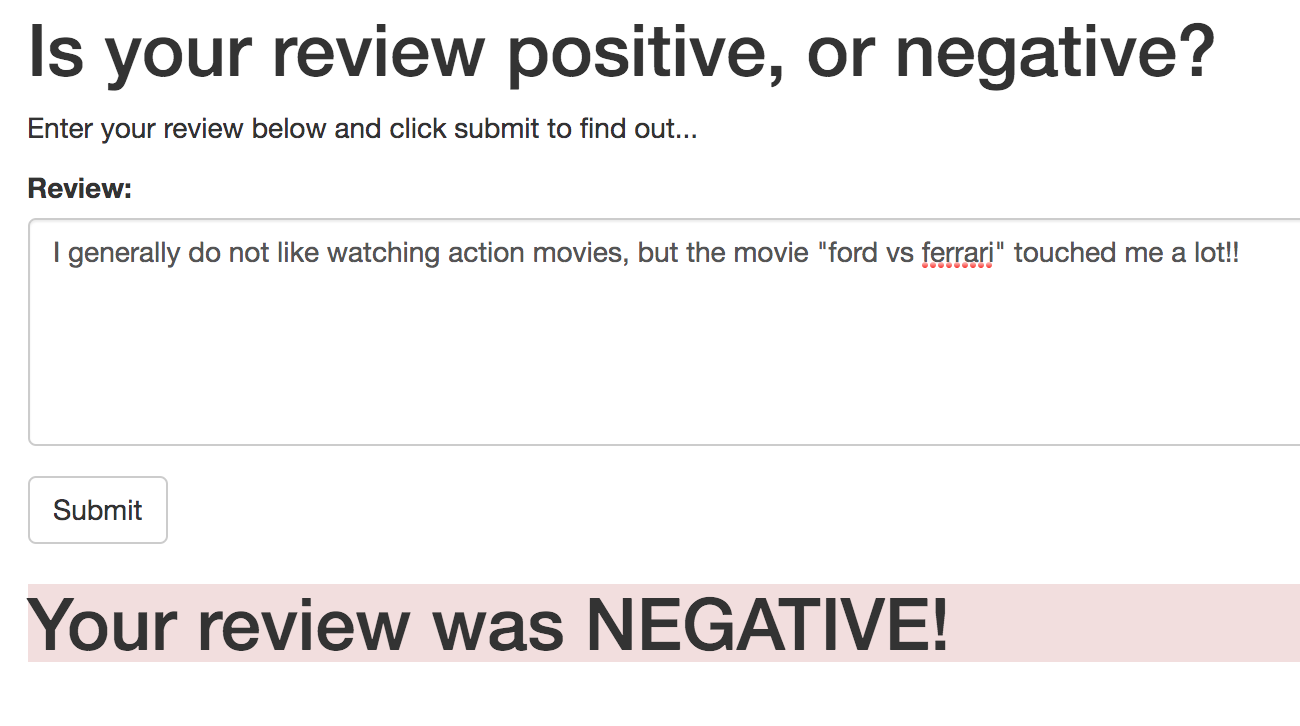 Is your review positive, or negative?
Enter your review below and click submit to find out...
Review:
I generally do not like watching action movies, but the movie "ford vs ferrari" touched me a lot!!
Submit
Your review was NEGATIVE!